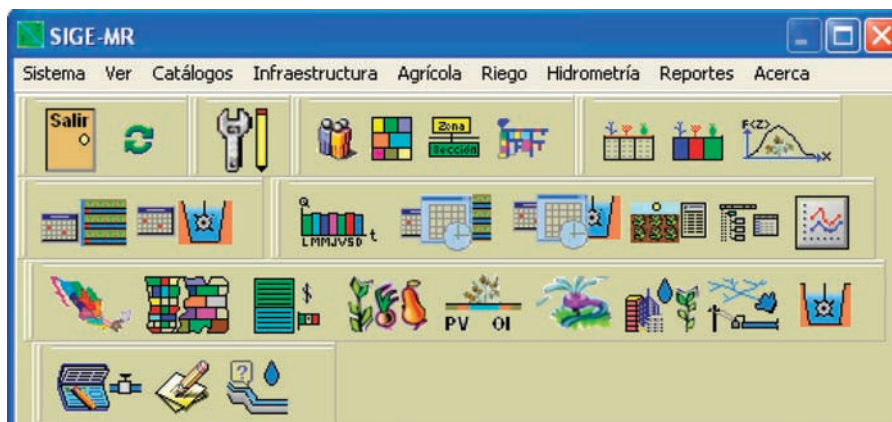 SIGE-MR
Sistema Ver Catálogos Infraestructura Agrícola Riego Hidrometría Reportes Acerca
Salir
Zona
Sección
F(Z)
x
Q
LMMJVSD t
$
PV OI
?